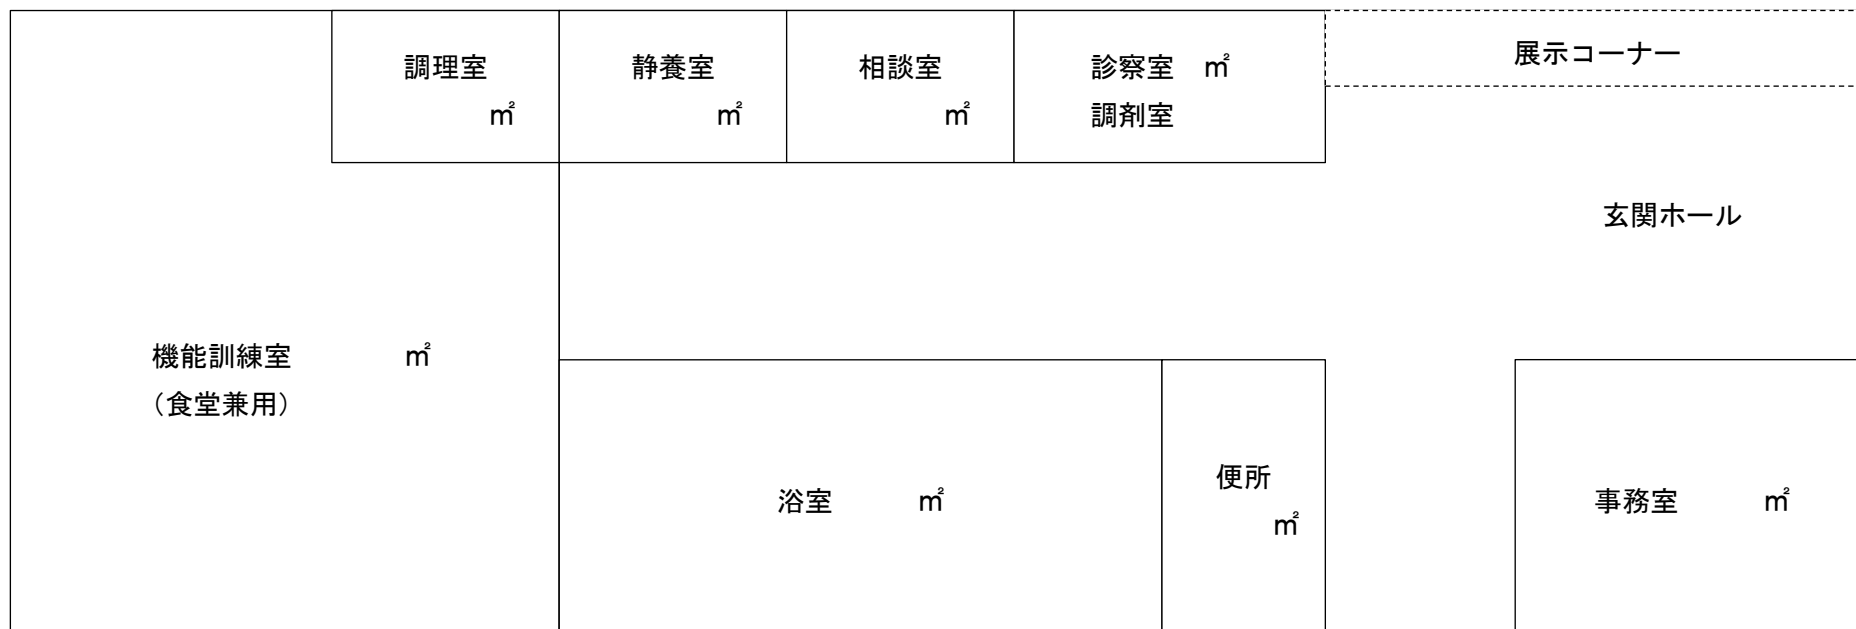 調理室
㎡
静養室
㎡
相談室
㎡
診察室　㎡
調剤室
展示コーナー
玄関ホール
機能訓練室　　　　㎡
（食堂兼用）
浴室　　　㎡
便所
㎡
事務室　　　㎡